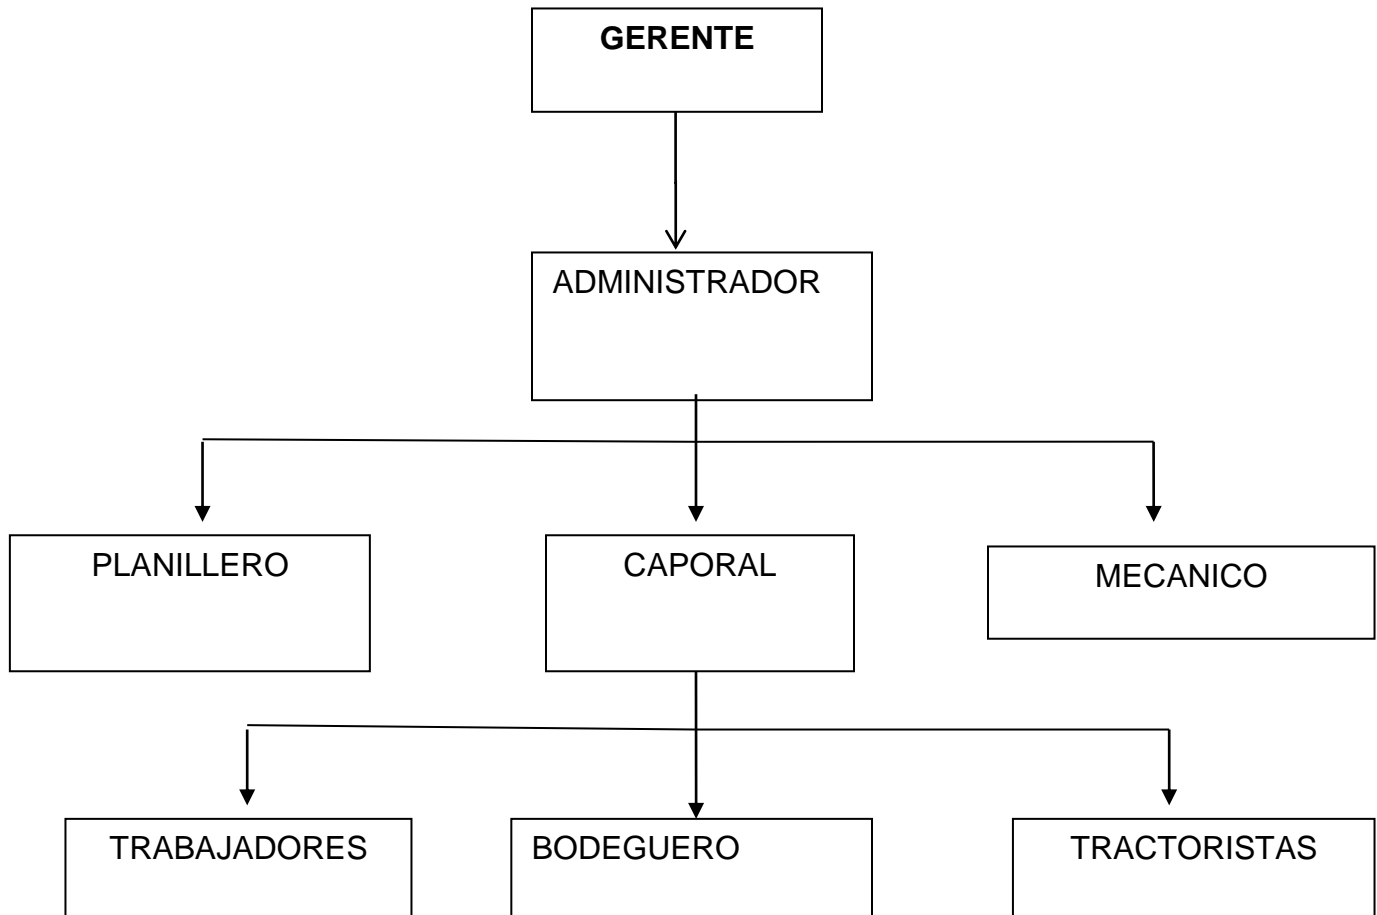 GERENTE
ADMINISTRADOR
PLANILLERO
CAPORAL
MECANICO
TRABAJADORES
BODEGUERO
TRACTORISTAS